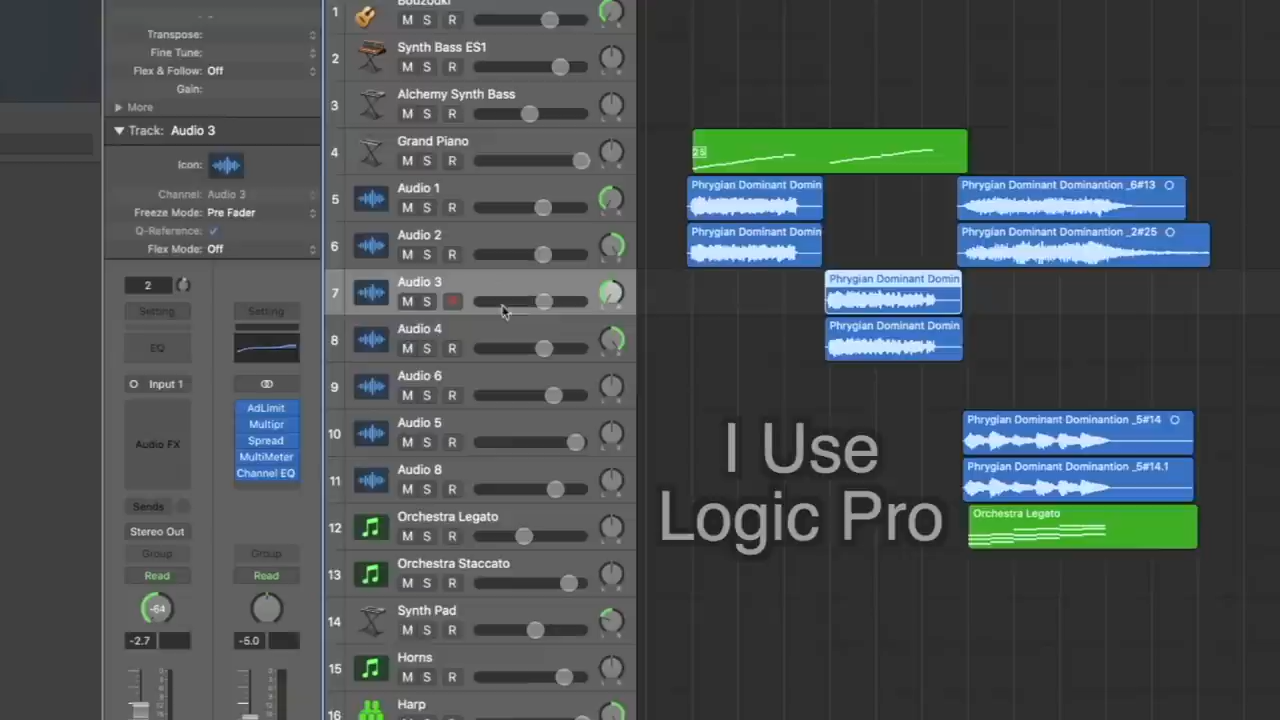 Transpose:
Fine Tune:
Flex & Follow: Off
Gain:
More
Track: Audio 3
Icon:
Channel: Audio 3
Freeze Mode: Pre Fader
Q-Reference: ✓
Flex Mode: Off
2
Setting
Setting
EQ
Input 1
Audio FX
AdLimit
Multipr
Spread
MultiMeter
Channel EQ
Sends
Stereo Out
Group
Group
Read
Read
-64
-2.7
-5.0
1
Bouzouki
M S R
2
Synth Bass ES1
M S R
3
Alchemy Synth Bass
M S R
4
Grand Piano
M S R
5
Audio 1
M S R
6
Audio 2
M S R
7
Audio 3
M S R
8
Audio 4
M S R
9
Audio 6
M S R
10
Audio 5
M S R
11
Audio 8
M S R
12
Orchestra Legato
M S R
13
Orchestra Staccato
M S R
14
Synth Pad
M S R
15
Horns
M S R
16
Harp
Phrygian Dominant Domin
Phrygian Dominant Dominantion _6#13
Phrygian Dominant Domin
Phrygian Dominant Dominantion _2#25
Phrygian Dominant Domin
Phrygian Dominant Domin
Phrygian Dominant Dominantion _5#14
Phrygian Dominant Dominantion _5#14.1
Orchestra Legato
I Use
Logic Pro